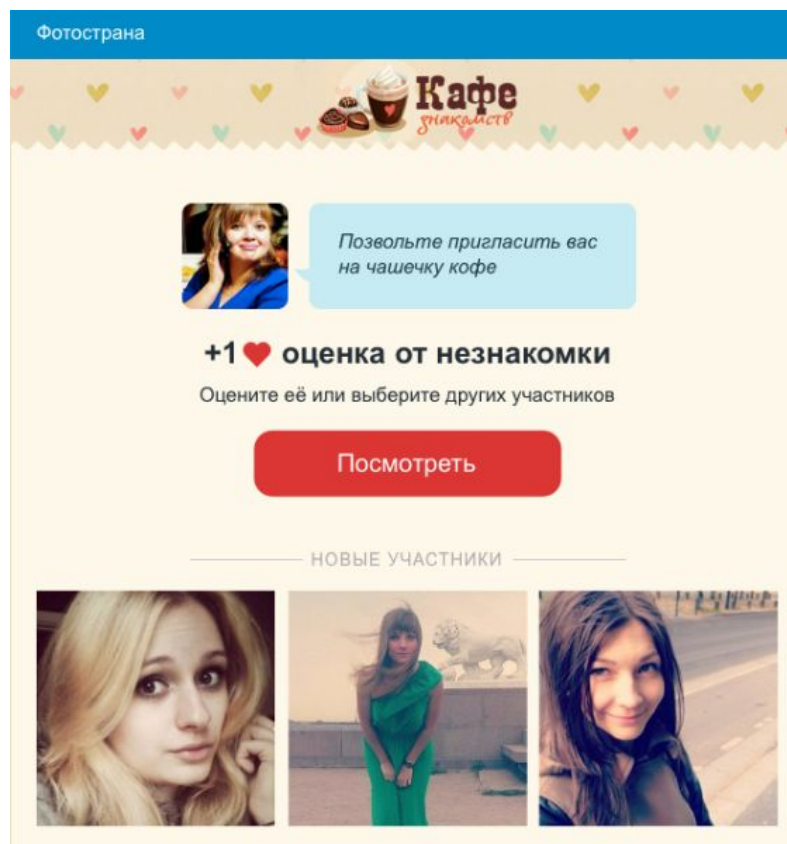 Фотострана
Кафе
знакомств
Позвольте пригласить вас
на чашечку кофе
+1 оценка от незнакомки
Оцените её или выберите других участников
Посмотреть
НОВЫЕ УЧАСТНИКИ